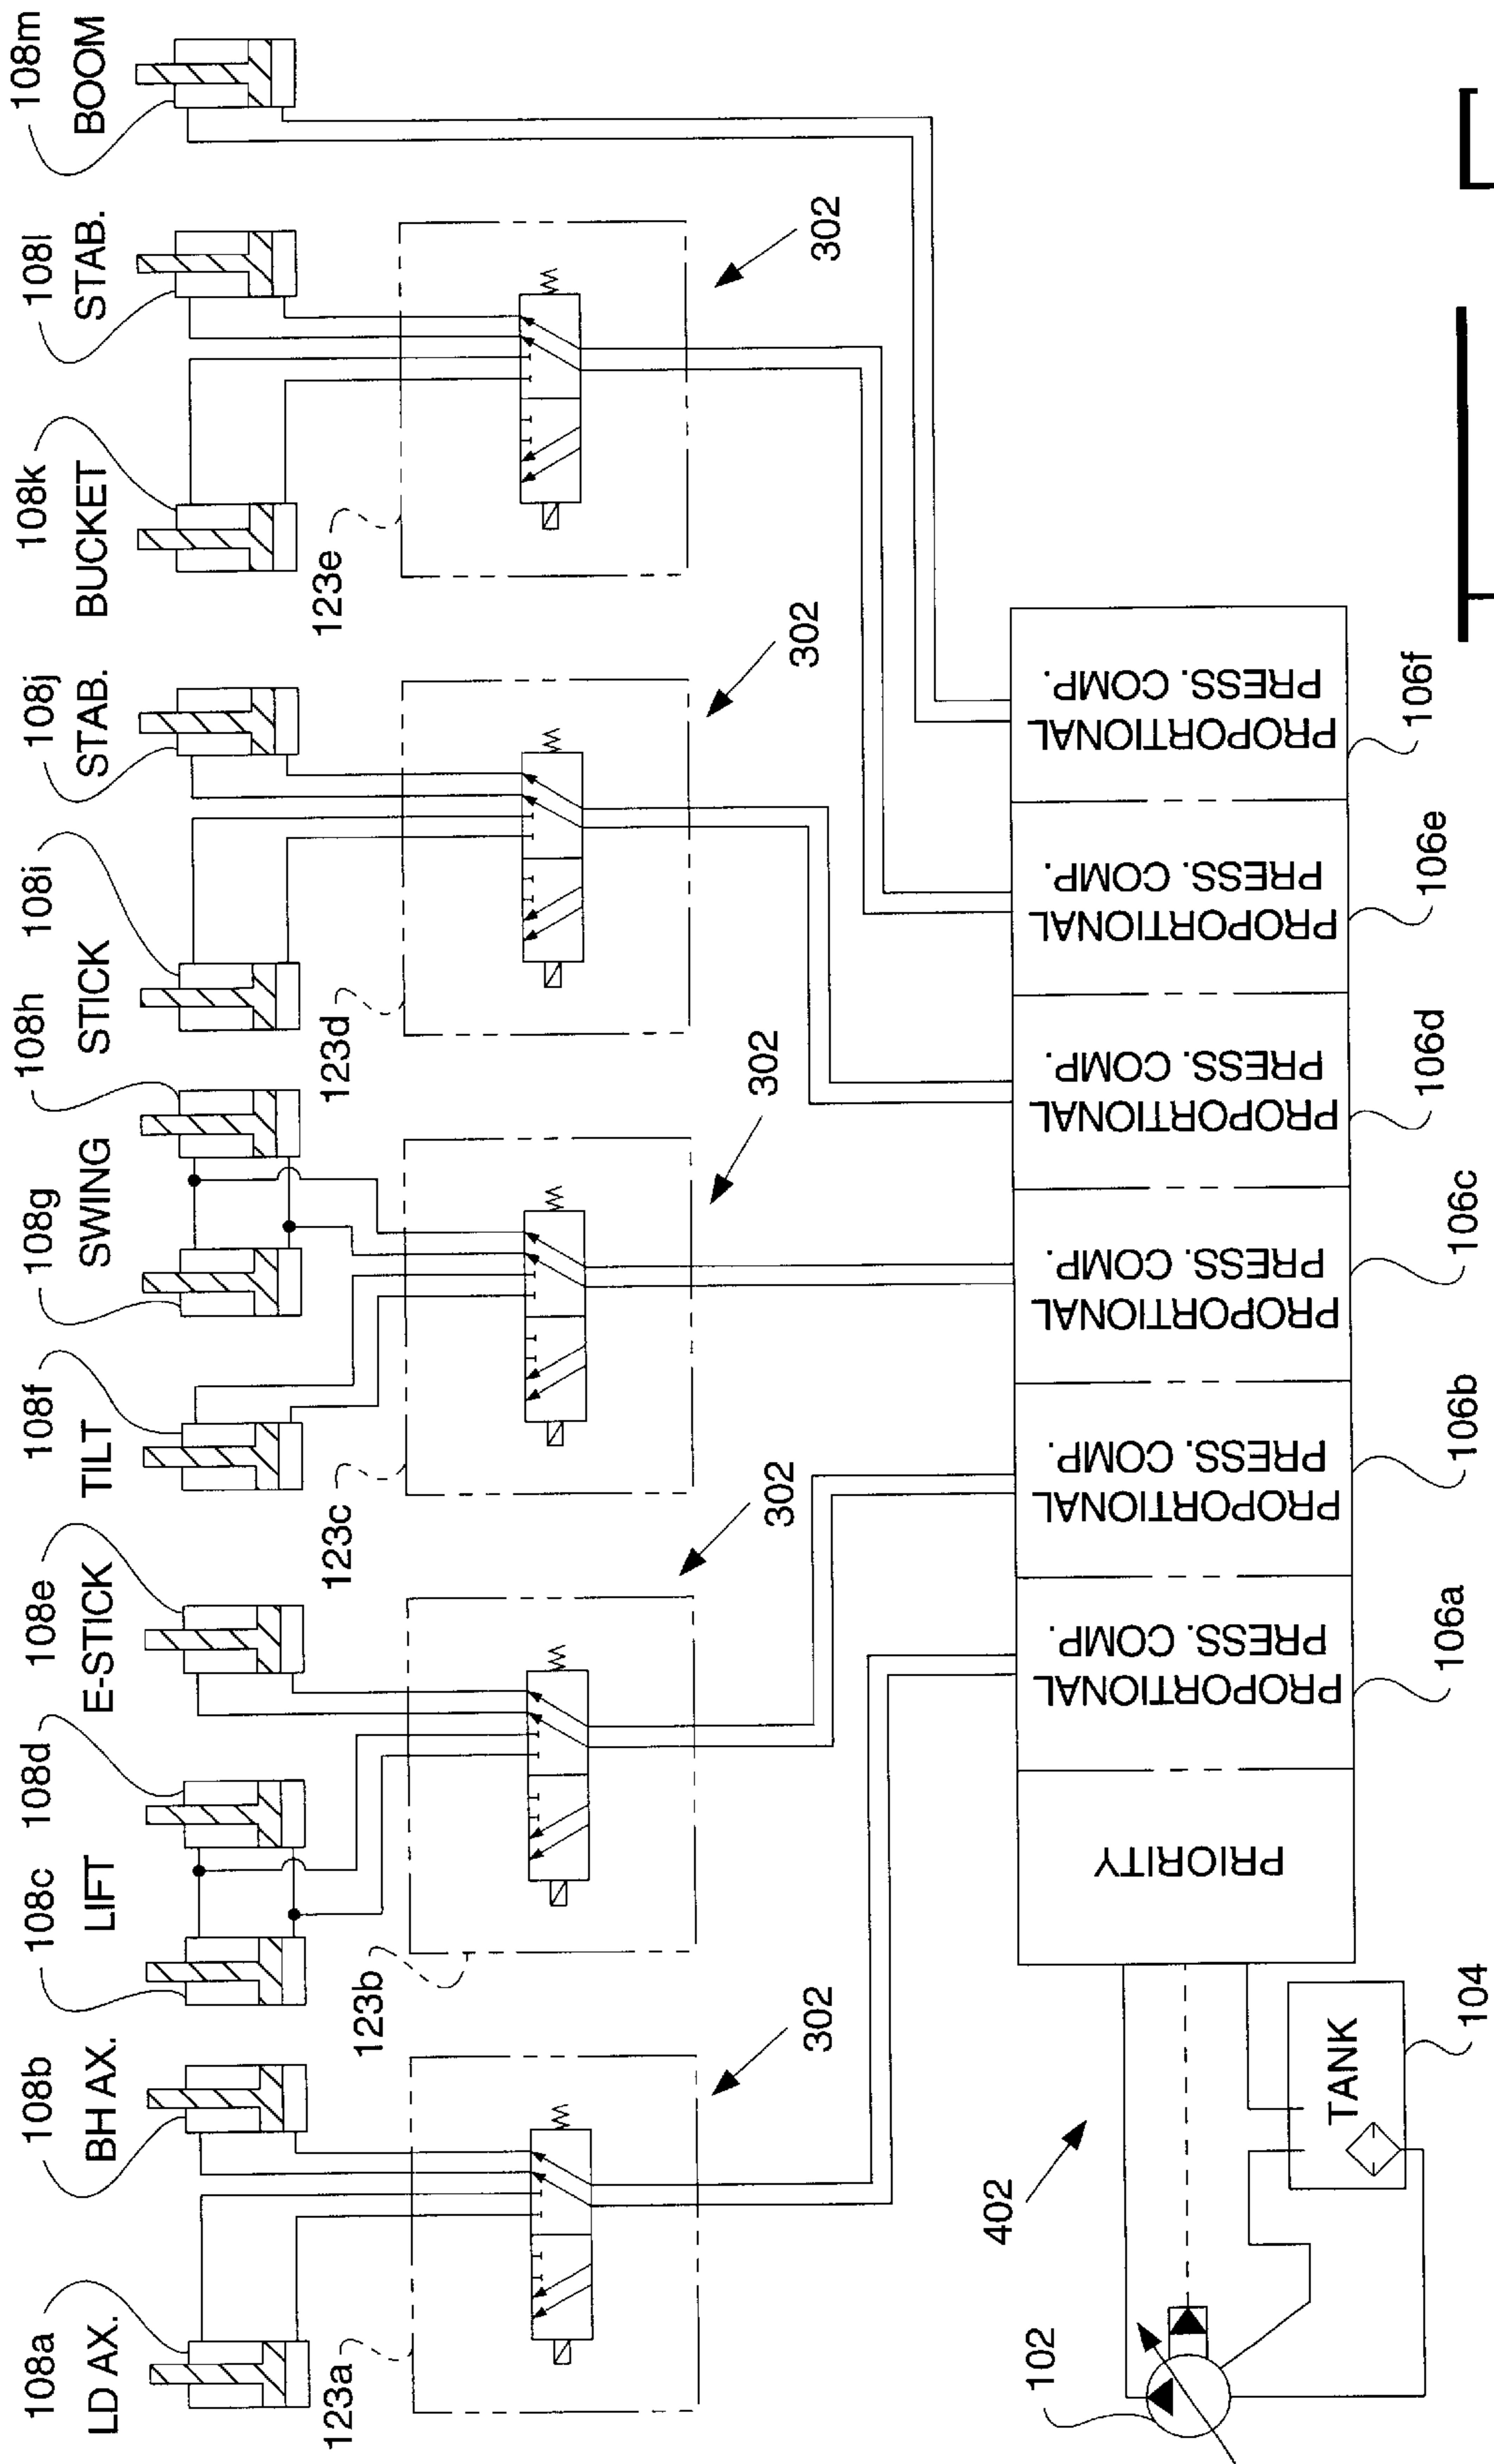 108a
LD AX.
108b
BH AX.
108c
LIFT
108d
E-STICK
108e
TILT
108f
108g
SWING
108h
STICK
108i
STAB.
108j
BUCKET
108k
STAB.
108l
BOOM
108m
123a
302
123b
302
123c
302
123d
302
123e
302
102
402
TANK
104
PRIORITY
PROPORTIONAL
PRESS. COMP.
106a
PROPORTIONAL
PRESS. COMP.
106b
PROPORTIONAL
PRESS. COMP.
106c
PROPORTIONAL
PRESS. COMP.
106d
PROPORTIONAL
PRESS. COMP.
106e
PROPORTIONAL
PRESS. COMP.
106f